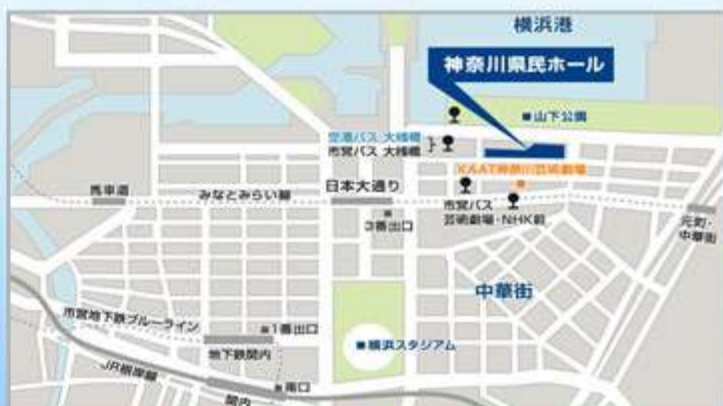 横浜港
神奈川県民ホール
■山下公園
空港バス 大桟橋
市営バス 大桟橋
KAAT神奈川芸術劇場
馬車道
みなとみらい線
日本大通り
市営バス
芸術劇場・NHK前
元町・
中華街
■
3番出口
中華街
市営地下鉄ブルーライン
■1番出口
地下鉄関内
■横浜スタジアム
JR根岸線
■南口
関内